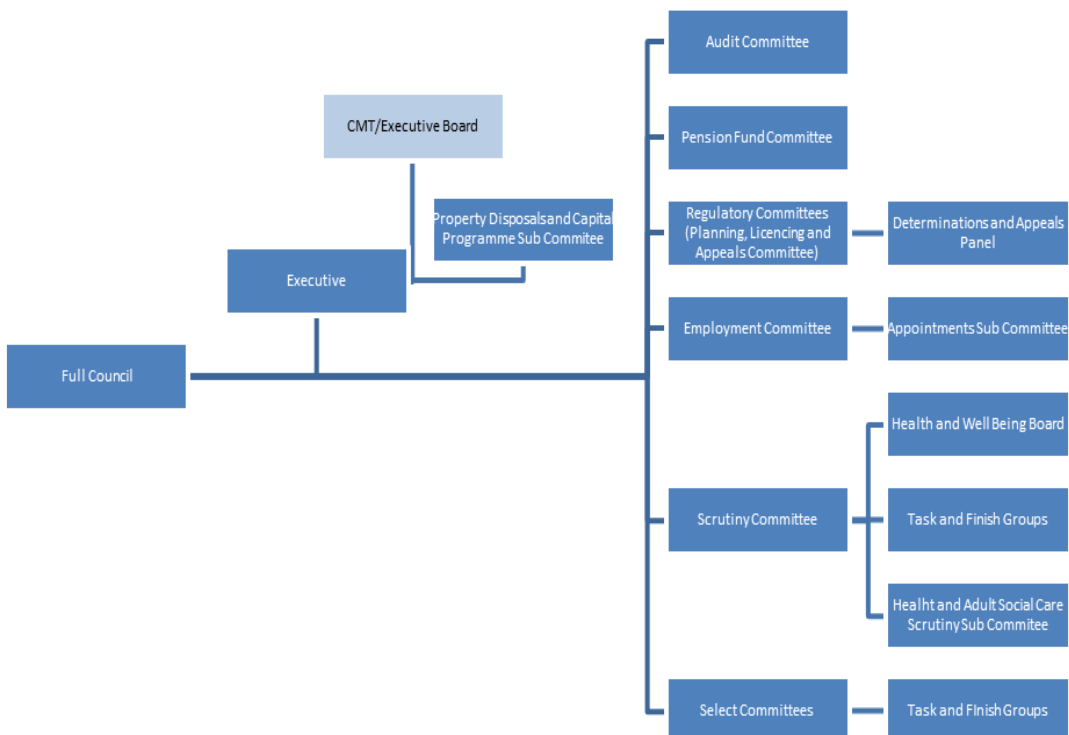 Audit Committee
CMT/Executive Board
Pension Fund Committee
Property Disposalsand Capital
Programme Sub Commitee
Regulatory Committees
(Planning, Licencing and
Appeals Committee)
Determinations and Appeals
Panel
Executive
Employment Committee
Appointments Sub Committee
Full Council
Health and Well Being Board
Scrutiny Committee
Task and Finish Groups
Healht and Adult Social Care
Scrutiny Sub Commitee
Select Committees
Task and FInish Groups